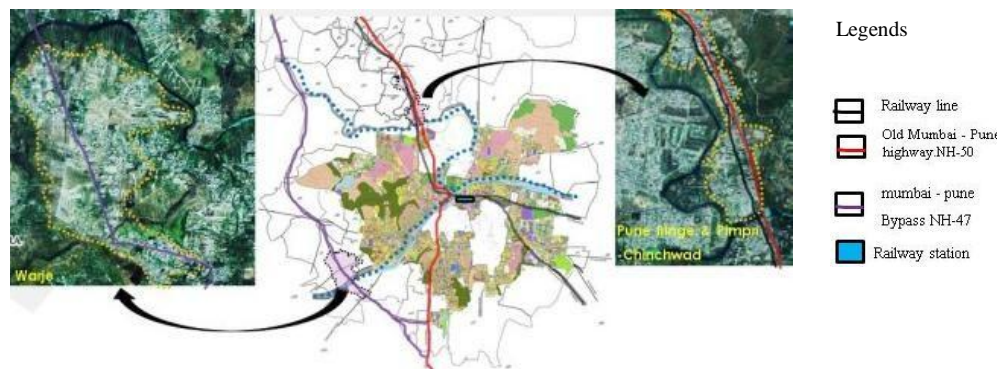 Legends
Railway line
Old Mumbai - Pune
highway.NH-50
mumbai - pune
Bypass NH-47
Railway station
Warje
Pune fringe & Pimpri
-Chinchwad